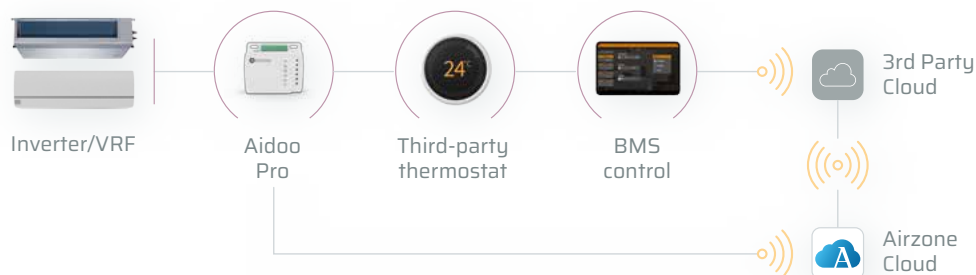 24°c
3rd Party
Cloud
Inverter/VRF
Aidoo
Pro
Third-party
thermostat
BMS
control
Airzone
Cloud
A